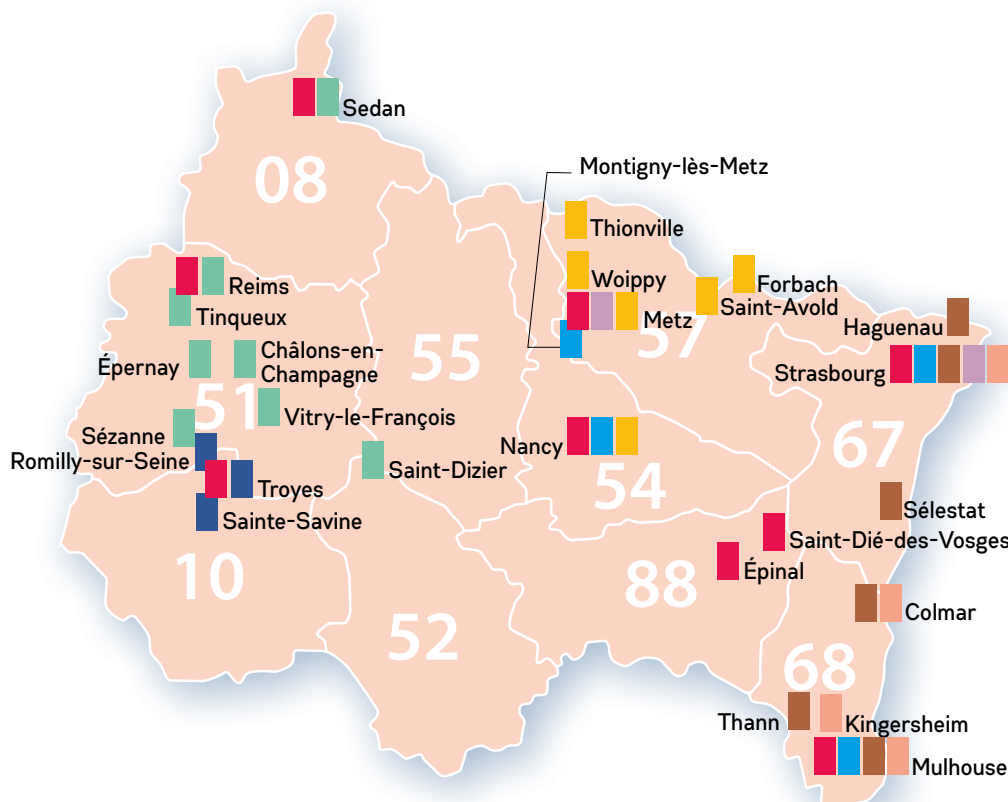 Sedan
08
Montigny-lès-Metz
Thionville
Reims
Woippy
Forbach
Saint-Avold
Tinqueux
Metz
57
Haguenau
Épernay
Châlons-en-
Champagne
55
Strasbourg
51
Vitry-le-François
Sézanne
Romilly-sur-Seine
Nancy
67
Saint-Dizier
Troyes
54
Sélestat
Sainte-Savine
Saint-Dié-des-Vosges
10
Épinal
88
Colmar
52
68
Thann
Kingersheim
Mulhouse